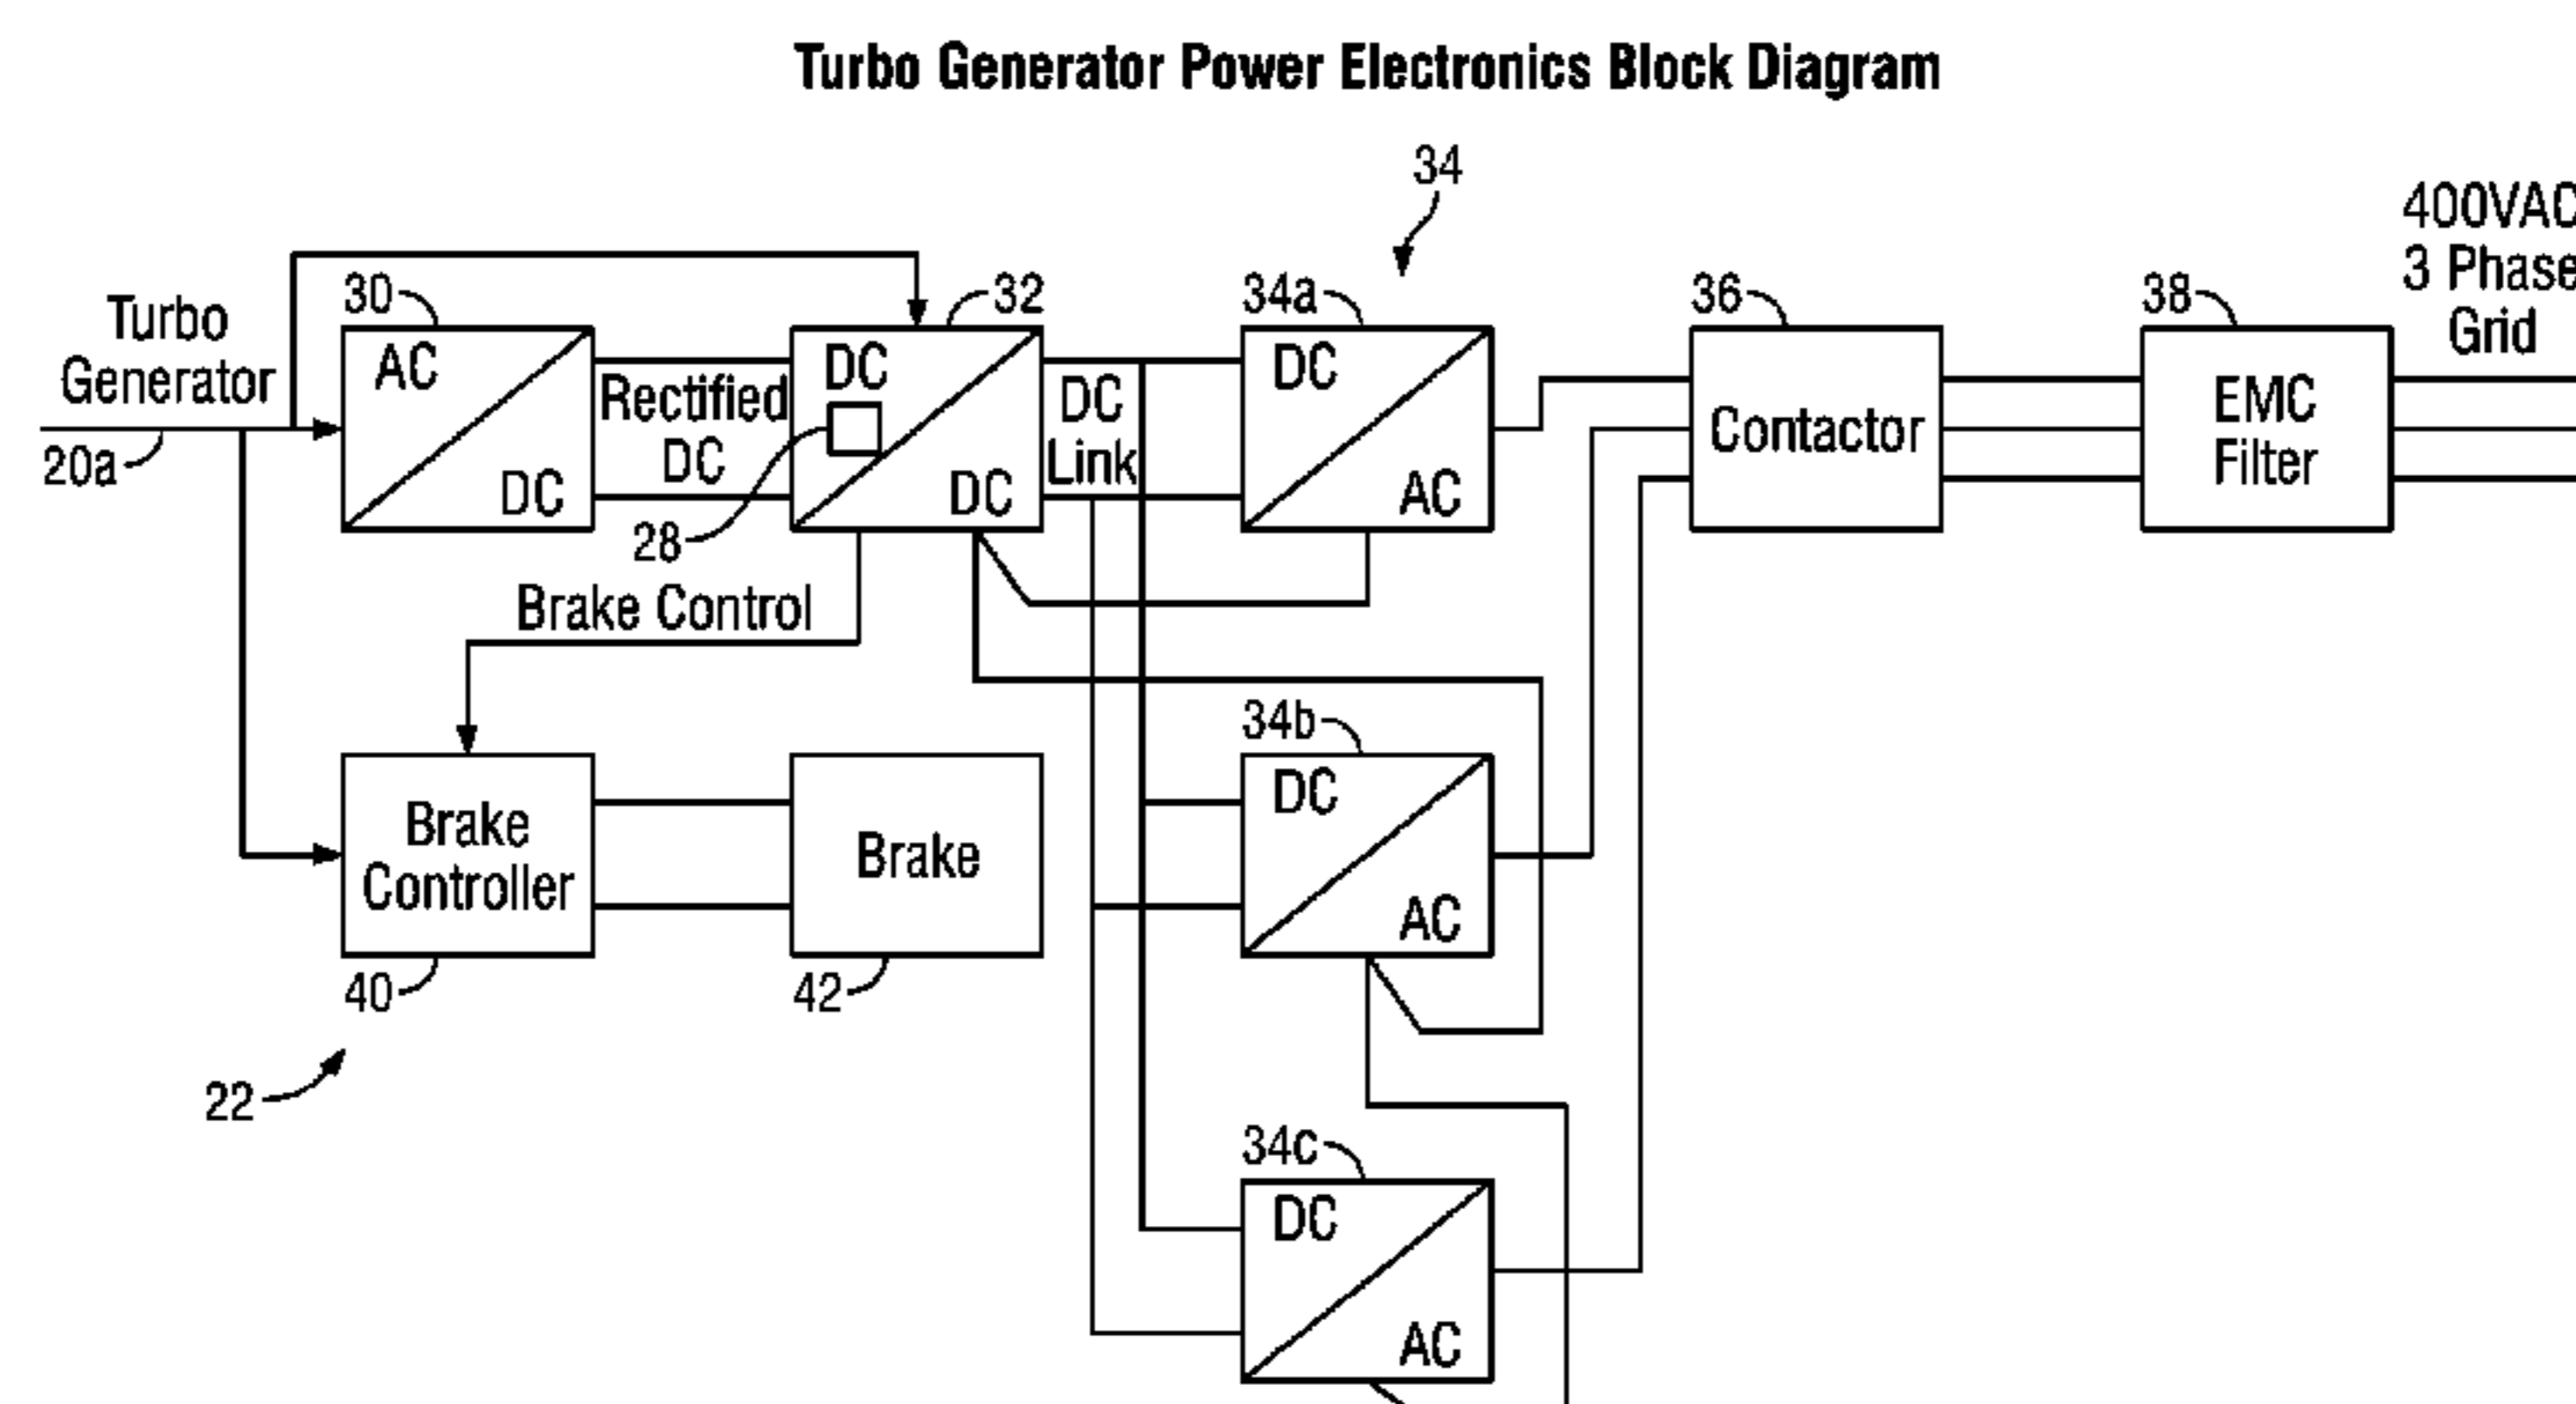 Turbo Generator Power Electronics Block Diagram
34
400VAC
3 Phase
Grid
Turbo
Generator
20a
30
AC
DC
Rectified
DC
32
DC
DC
28
DC
Link
34a
DC
AC
36
Contactor
38
EMC
Filter
Brake Control
Brake
Controller
40
Brake
42
22
34b
DC
AC
34c
DC
AC